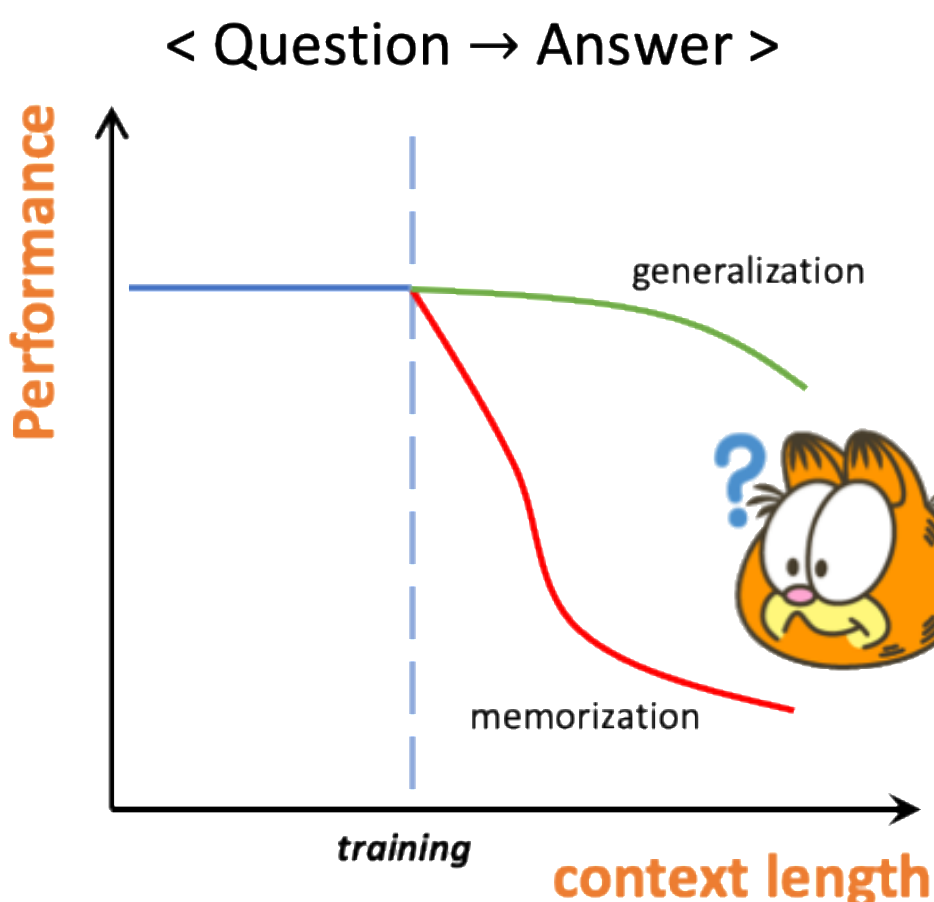 < Question → Answer >
Performance
generalization
?
memorization
training
context length